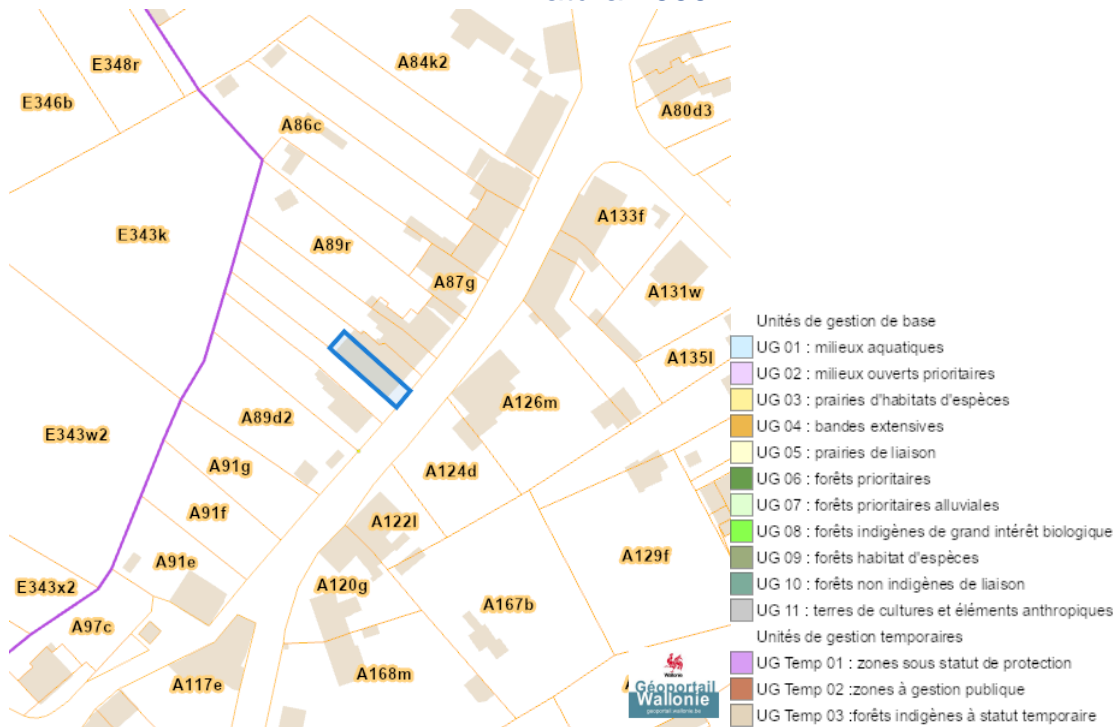 E348r
A84k2
E346b
A80d3
A86c
A133f
E343k
A89r
A87g
A131w
A135l
A126m
E343w2
A89d2
A91g
A124d
A91f
A122l
A91e
A129f
E343x2
A120g
A167b
A97c
A168m
A117e
Wallonie
Géoportail
Wallonie
geoportail.wallonie.be
Unités de gestion de base
UG 01 : milieux aquatiques
UG 02 : milieux ouverts prioritaires
UG 03 : prairies d'habitats d'espèces
UG 04 : bandes extensives
UG 05 : prairies de liaison
UG 06 : forêts prioritaires
UG 07 : forêts prioritaires alluviales
UG 08 : forêts indigènes de grand intérêt biologique
UG 09 : forêts habitat d'espèces
UG 10 : forêts non indigènes de liaison
UG 11 : terres de cultures et éléments anthropiques
Unités de gestion temporaires
UG Temp 01 : zones sous statut de protection
UG Temp 02 :zones à gestion publique
UG Temp 03 :forêts indigènes à statut temporaire